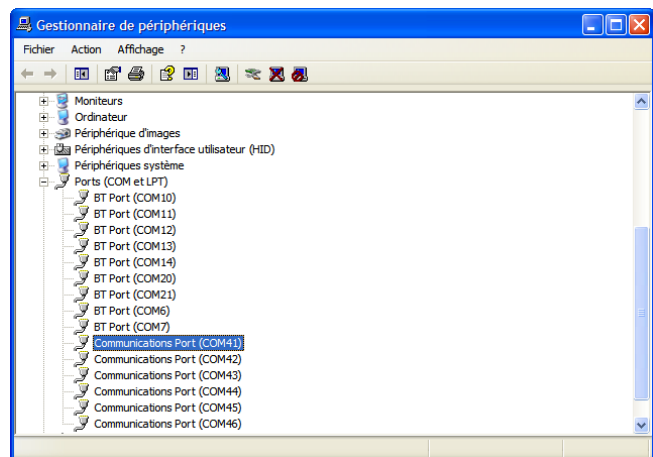 Gestionnaire de périphériques
Fichier Action Affichage ?
Moniteurs
Ordinateur
Périphérique d'images
Périphériques d'interface utilisateur (HID)
Périphériques système
Ports (COM et LPT)
BT Port (COM10)
BT Port (COM11)
BT Port (COM12)
BT Port (COM13)
BT Port (COM14)
BT Port (COM20)
BT Port (COM21)
BT Port (COM6)
BT Port (COM7)
Communications Port (COM41)
Communications Port (COM42)
Communications Port (COM43)
Communications Port (COM44)
Communications Port (COM45)
Communications Port (COM46)